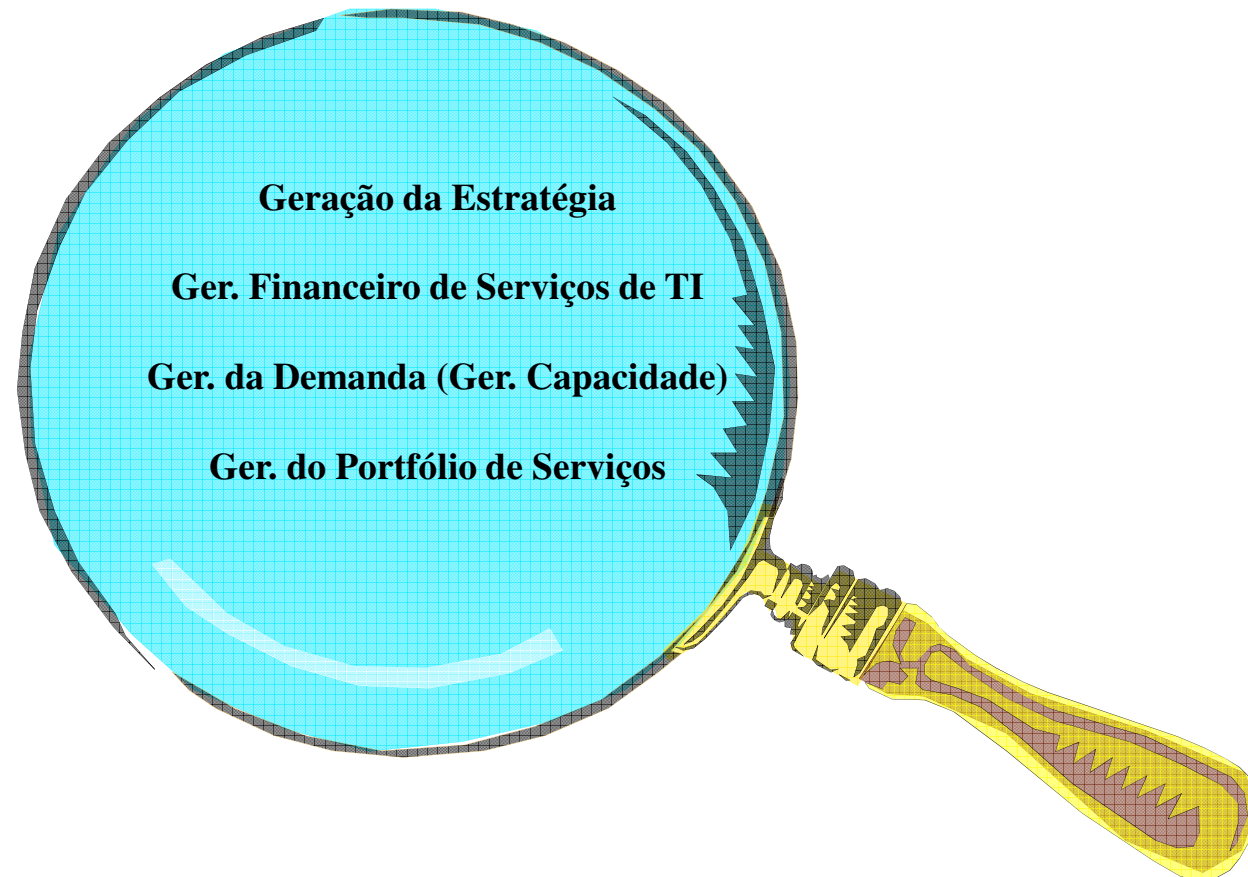 Geração da Estratégia
Ger. Financeiro de Serviços de TI
Ger. da Demanda (Ger. Capacidade)
Ger. do Portfólio de Serviços